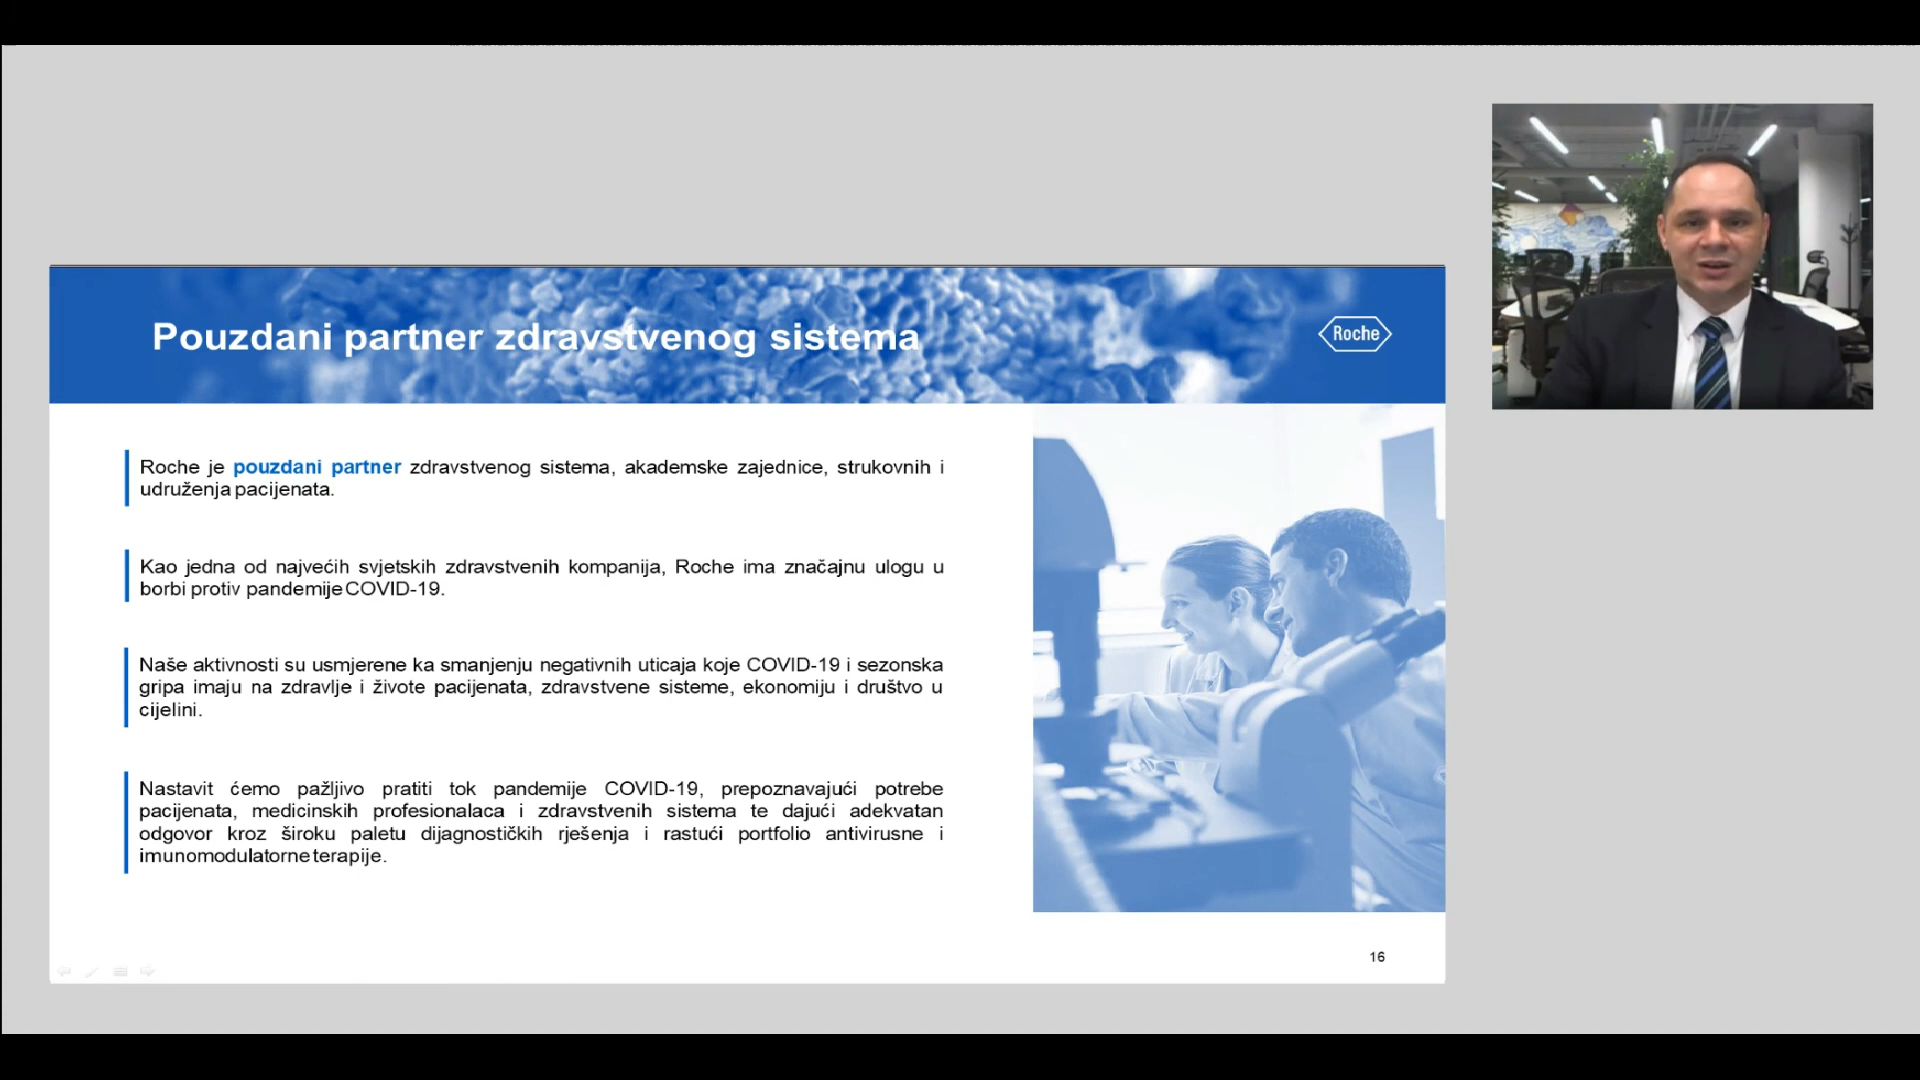 Pouzdani partner zdravstvenog sistema
Roche
Roche je pouzdani partner zdravstvenog sistema, akademske zajednice, strukovnih i
udruženja pacijenata.
Kao jedna od najvećih svjetskih zdravstvenih kompanija, Roche ima značajnu ulogu u
borbi protiv pandemije COVID-19.
Naše aktivnosti su usmjerene ka smanjenju negativnih uticaja koje COVID-19 i sezonska
gripa imaju na zdravlje i živote pacijenata, zdravstvene sisteme, ekonomiju i društvo u
cijelini.
Nastavit ćemo pažljivo pratiti tok pandemije COVID-19, prepoznavajući potrebe
pacijenata, medicinskih profesionalaca i zdravstvenih sistema te dajući adekvatan
odgovor kroz široku paletu dijagnostičkih rješenja i rastući portfolio antivirusne i
imunomodulatorne terapije.
16